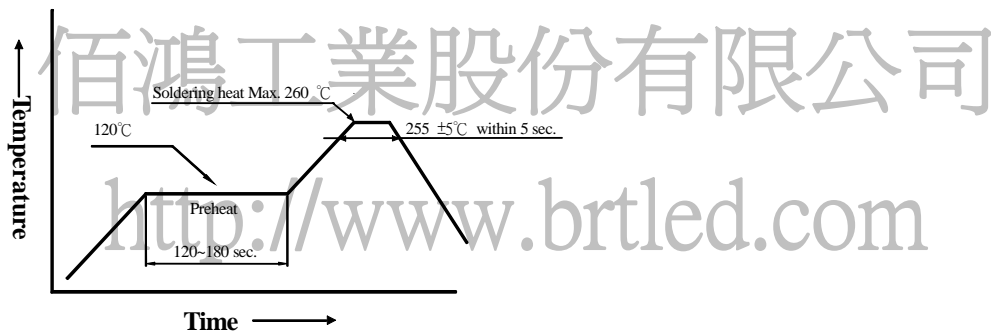 佰鴻工業股份有限公司
Soldering heat Max. 260 ℃
120℃
255 ±5℃ within 5 sec.
Temperature
Preheat
http://www.brtled.com
120~180 sec.
Time